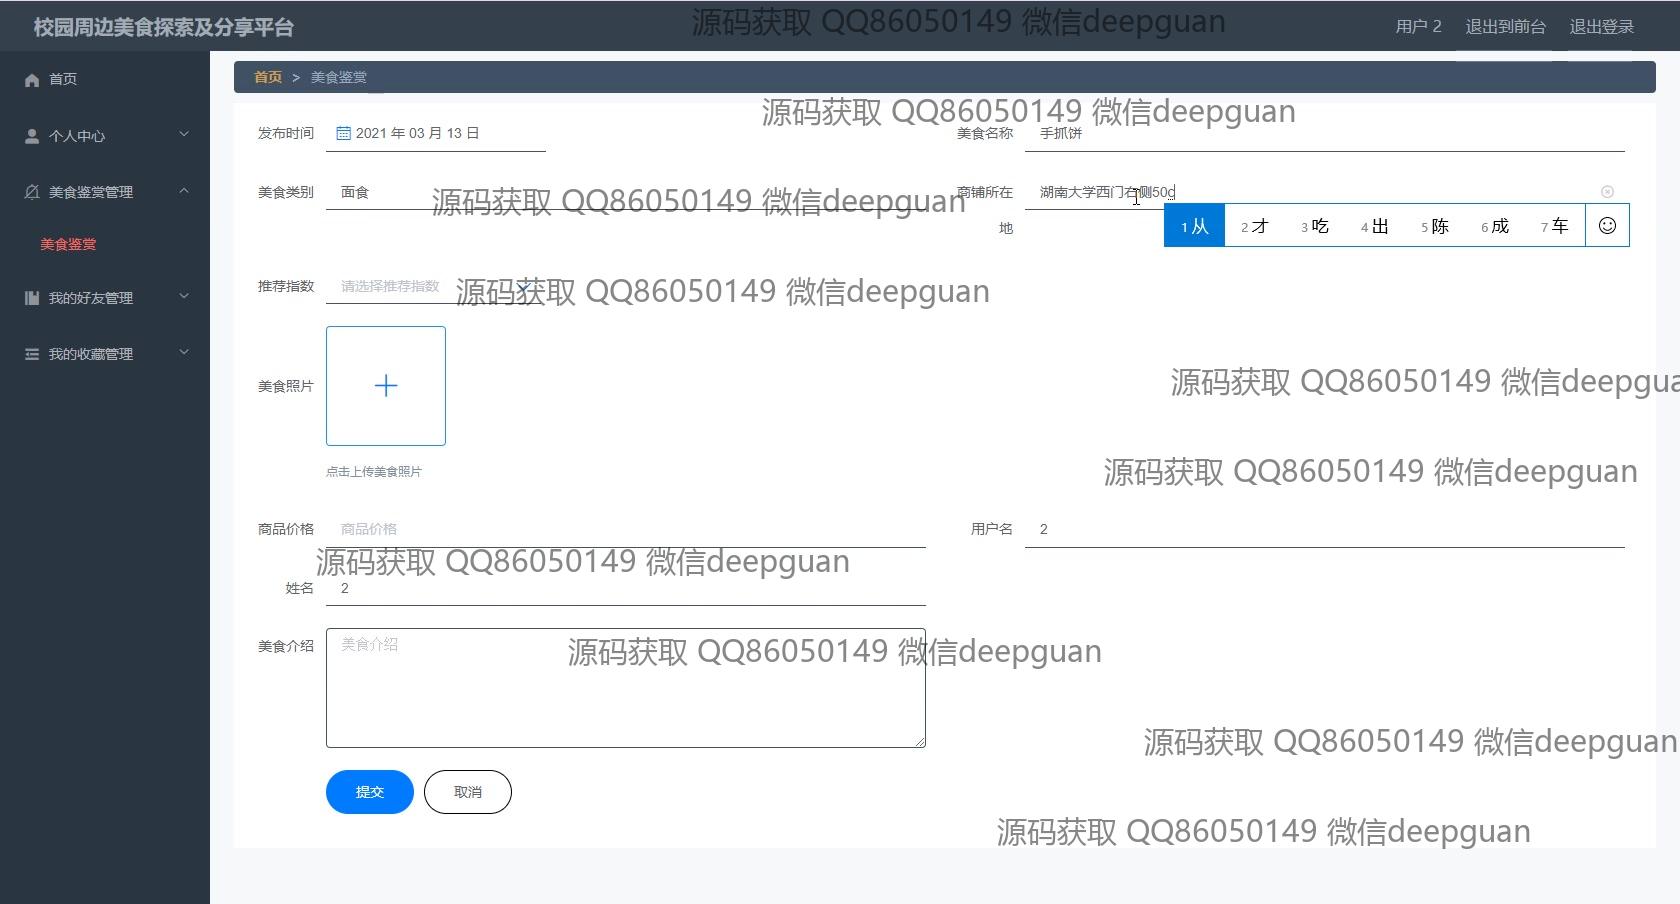 校园周边美食探索及分享平台
源码获取 QQ86050149 微信deepguan
用户 2
退出到前台
退出登录
首页
个人中心
美食鉴赏管理
美食鉴赏
我的好友管理
我的收藏管理
首页 > 美食鉴赏
源码获取 QQ86050149 微信deepguan
发布时间
2021 年 03 月 13 日
美食名称
手抓饼
美食类别
面食
源码获取 QQ86050149 微信deepguan
商铺所在地
湖南大学西门右侧50c
1 从 2 才 3 吃 4 出 5 陈 6 成 7 车
推荐指数
请选择推荐指数
源码获取 QQ86050149 微信deepguan
美食照片
源码获取 QQ86050149 微信deepgua
点击上传美食照片
源码获取 QQ86050149 微信deepguan
商品价格
商品价格
用户名
2
源码获取 QQ86050149 微信deepguan
姓名
2
美食介绍
美食介绍
源码获取 QQ86050149 微信deepguan
源码获取 QQ86050149 微信deepguan
提交
取消
源码获取 QQ86050149 微信deepguan